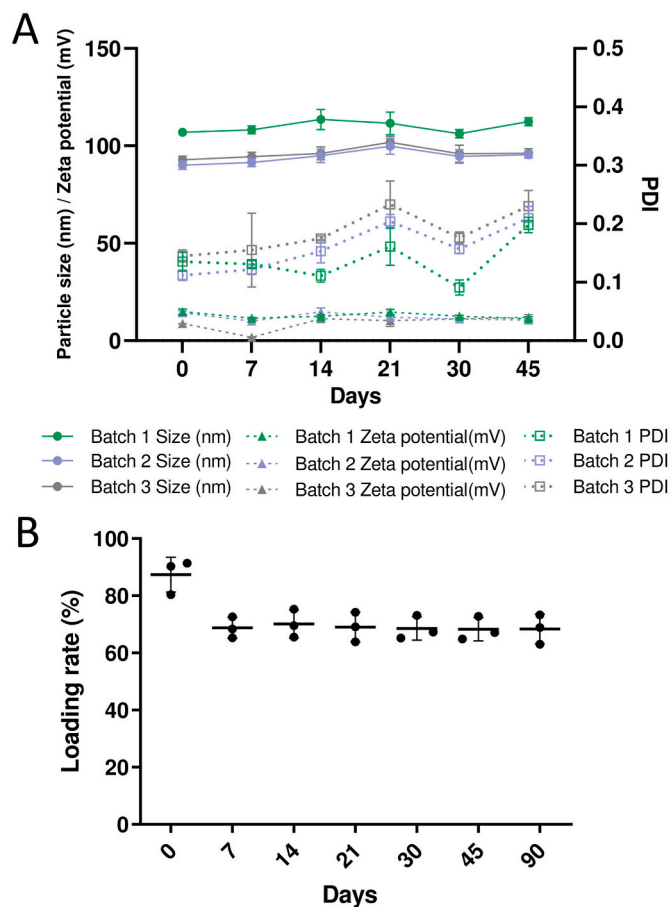 A
Particle size (nm) / Zeta potential (mV)
150
100
50
0
0.5
0.4
0.3
0.2
0.1
0.0
PDI
0 7 14 21 30 45
Days
Batch 1 Size (nm) Batch 1 Zeta potential(mV) Batch 1 PDI
Batch 2 Size (nm) Batch 2 Zeta potential(mV) Batch 2 PDI
Batch 3 Size (nm) Batch 3 Zeta potential(mV) Batch 3 PDI
B
Loading rate (%)
100
80
60
40
20
0
0 7 14 21 30 45 90
Days